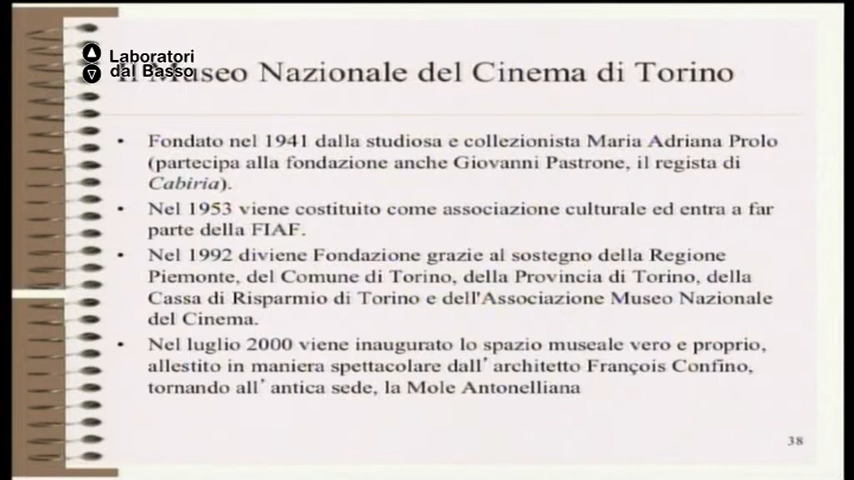 Laboratori
dal Basso
Il Museo Nazionale del Cinema di Torino
• Fondato nel 1941 dalla studiosa e collezionista Maria Adriana Prolo
(partecipa alla fondazione anche Giovanni Pastrone, il regista di
Cabiria).
• Nel 1953 viene costituito come associazione culturale ed entra a far
parte della FIAF.
• Nel 1992 diviene Fondazione grazie al sostegno della Regione
Piemonte, del Comune di Torino, della Provincia di Torino, della
Cassa di Risparmio di Torino e dell'Associazione Museo Nazionale
del Cinema.
• Nel luglio 2000 viene inaugurato lo spazio museale vero e proprio,
allestito in maniera spettacolare dall’ architetto François Confino,
tornando all’ antica sede, la Mole Antonelliana
38